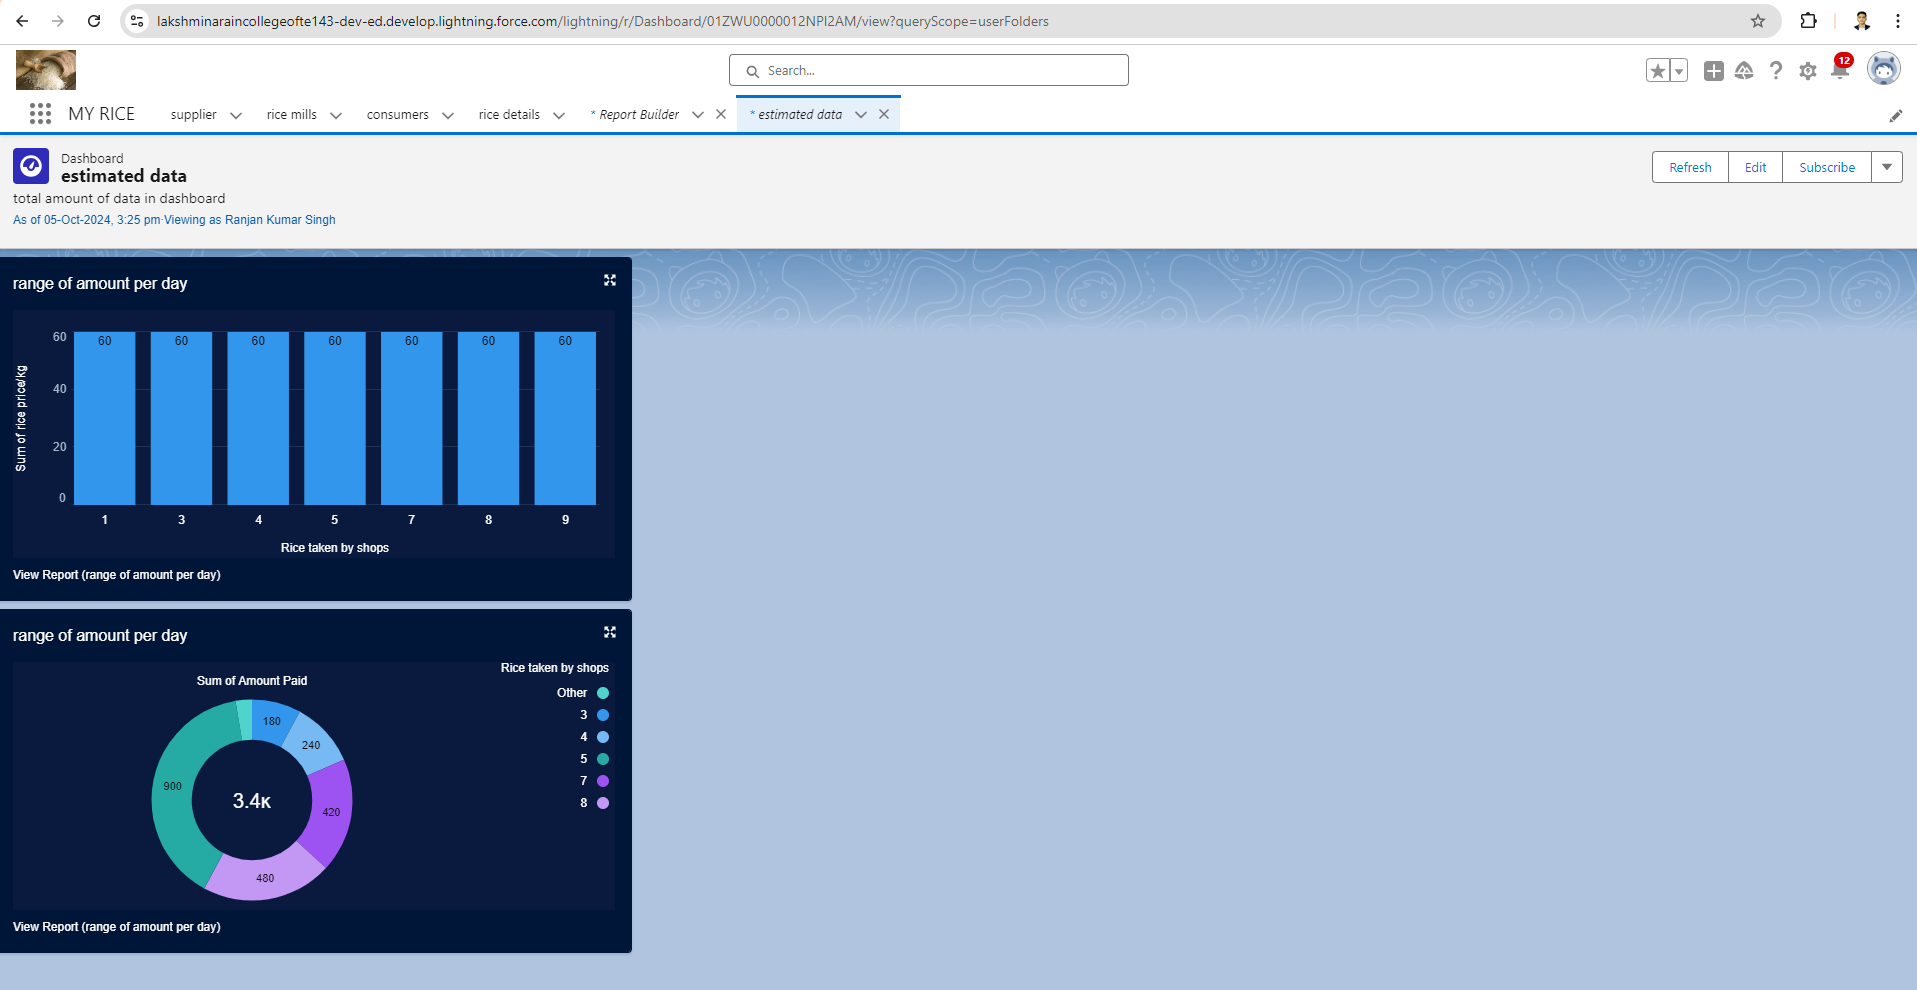 lakshminaraincollegeofte143-dev-ed.develop.lightning.force.com/lightning/r/Dashboard/01ZWU0000012NPI2AM/view?queryScope=userFolders
Search...
12
MY RICE
supplier
rice mills
consumers
rice details
* Report Builder
* estimated data
Dashboard
estimated data
total amount of data in dashboard
As of 05-Oct-2024, 3:25 pm·Viewing as Ranjan Kumar Singh
Refresh
Edit
Subscribe
range of amount per day
Sum of rice price/kg
60
40
20
0
60 60 60 60 60 60 60
1 3 4 5 7 8 9
Rice taken by shops
View Report (range of amount per day)
range of amount per day
Sum of Amount Paid
180
240
420
480
900
3.4K
Rice taken by shops
Other
3
4
5
7
8
View Report (range of amount per day)